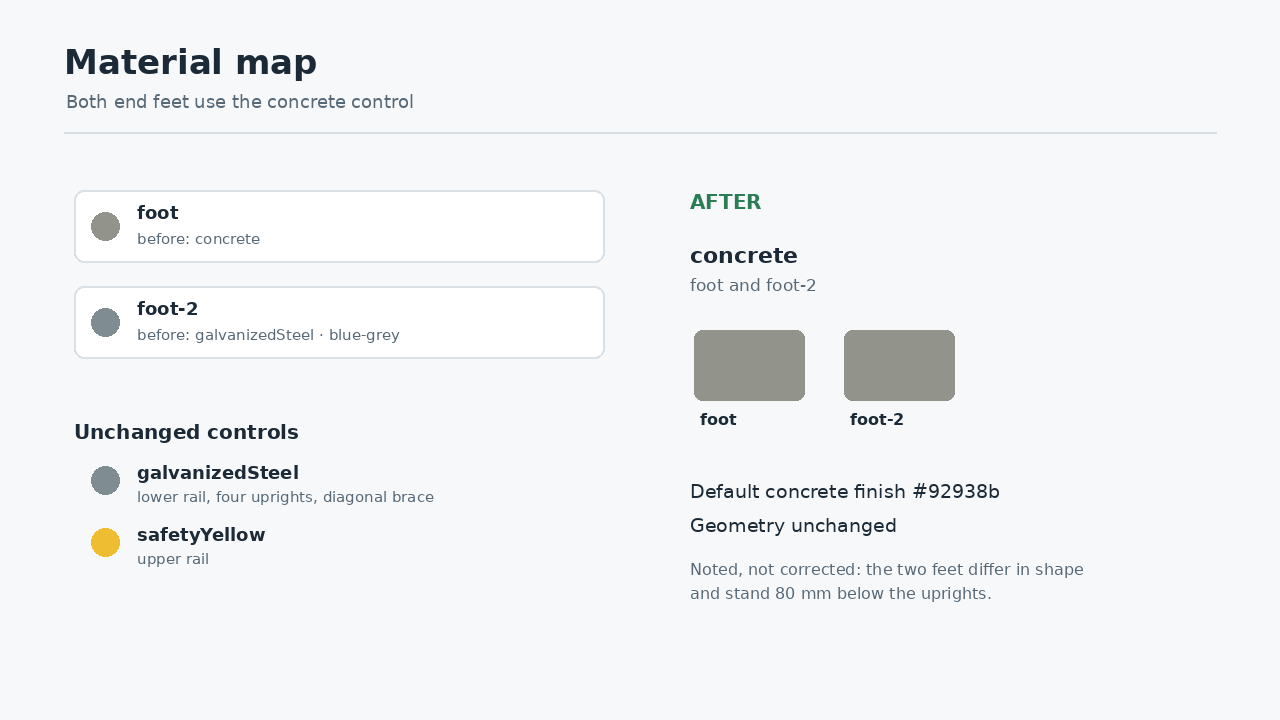 Material map
Both end feet use the concrete control
foot
before: concrete
foot-2
before: galvanizedSteel · blue-grey
Unchanged controls
galvanizedSteel
lower rail, four uprights, diagonal brace
safetyYellow
upper rail
AFTER
concrete
foot and foot-2
foot
foot-2
Default concrete finish #92938b
Geometry unchanged
Noted, not corrected: the two feet differ in shape
and stand 80 mm below the uprights.